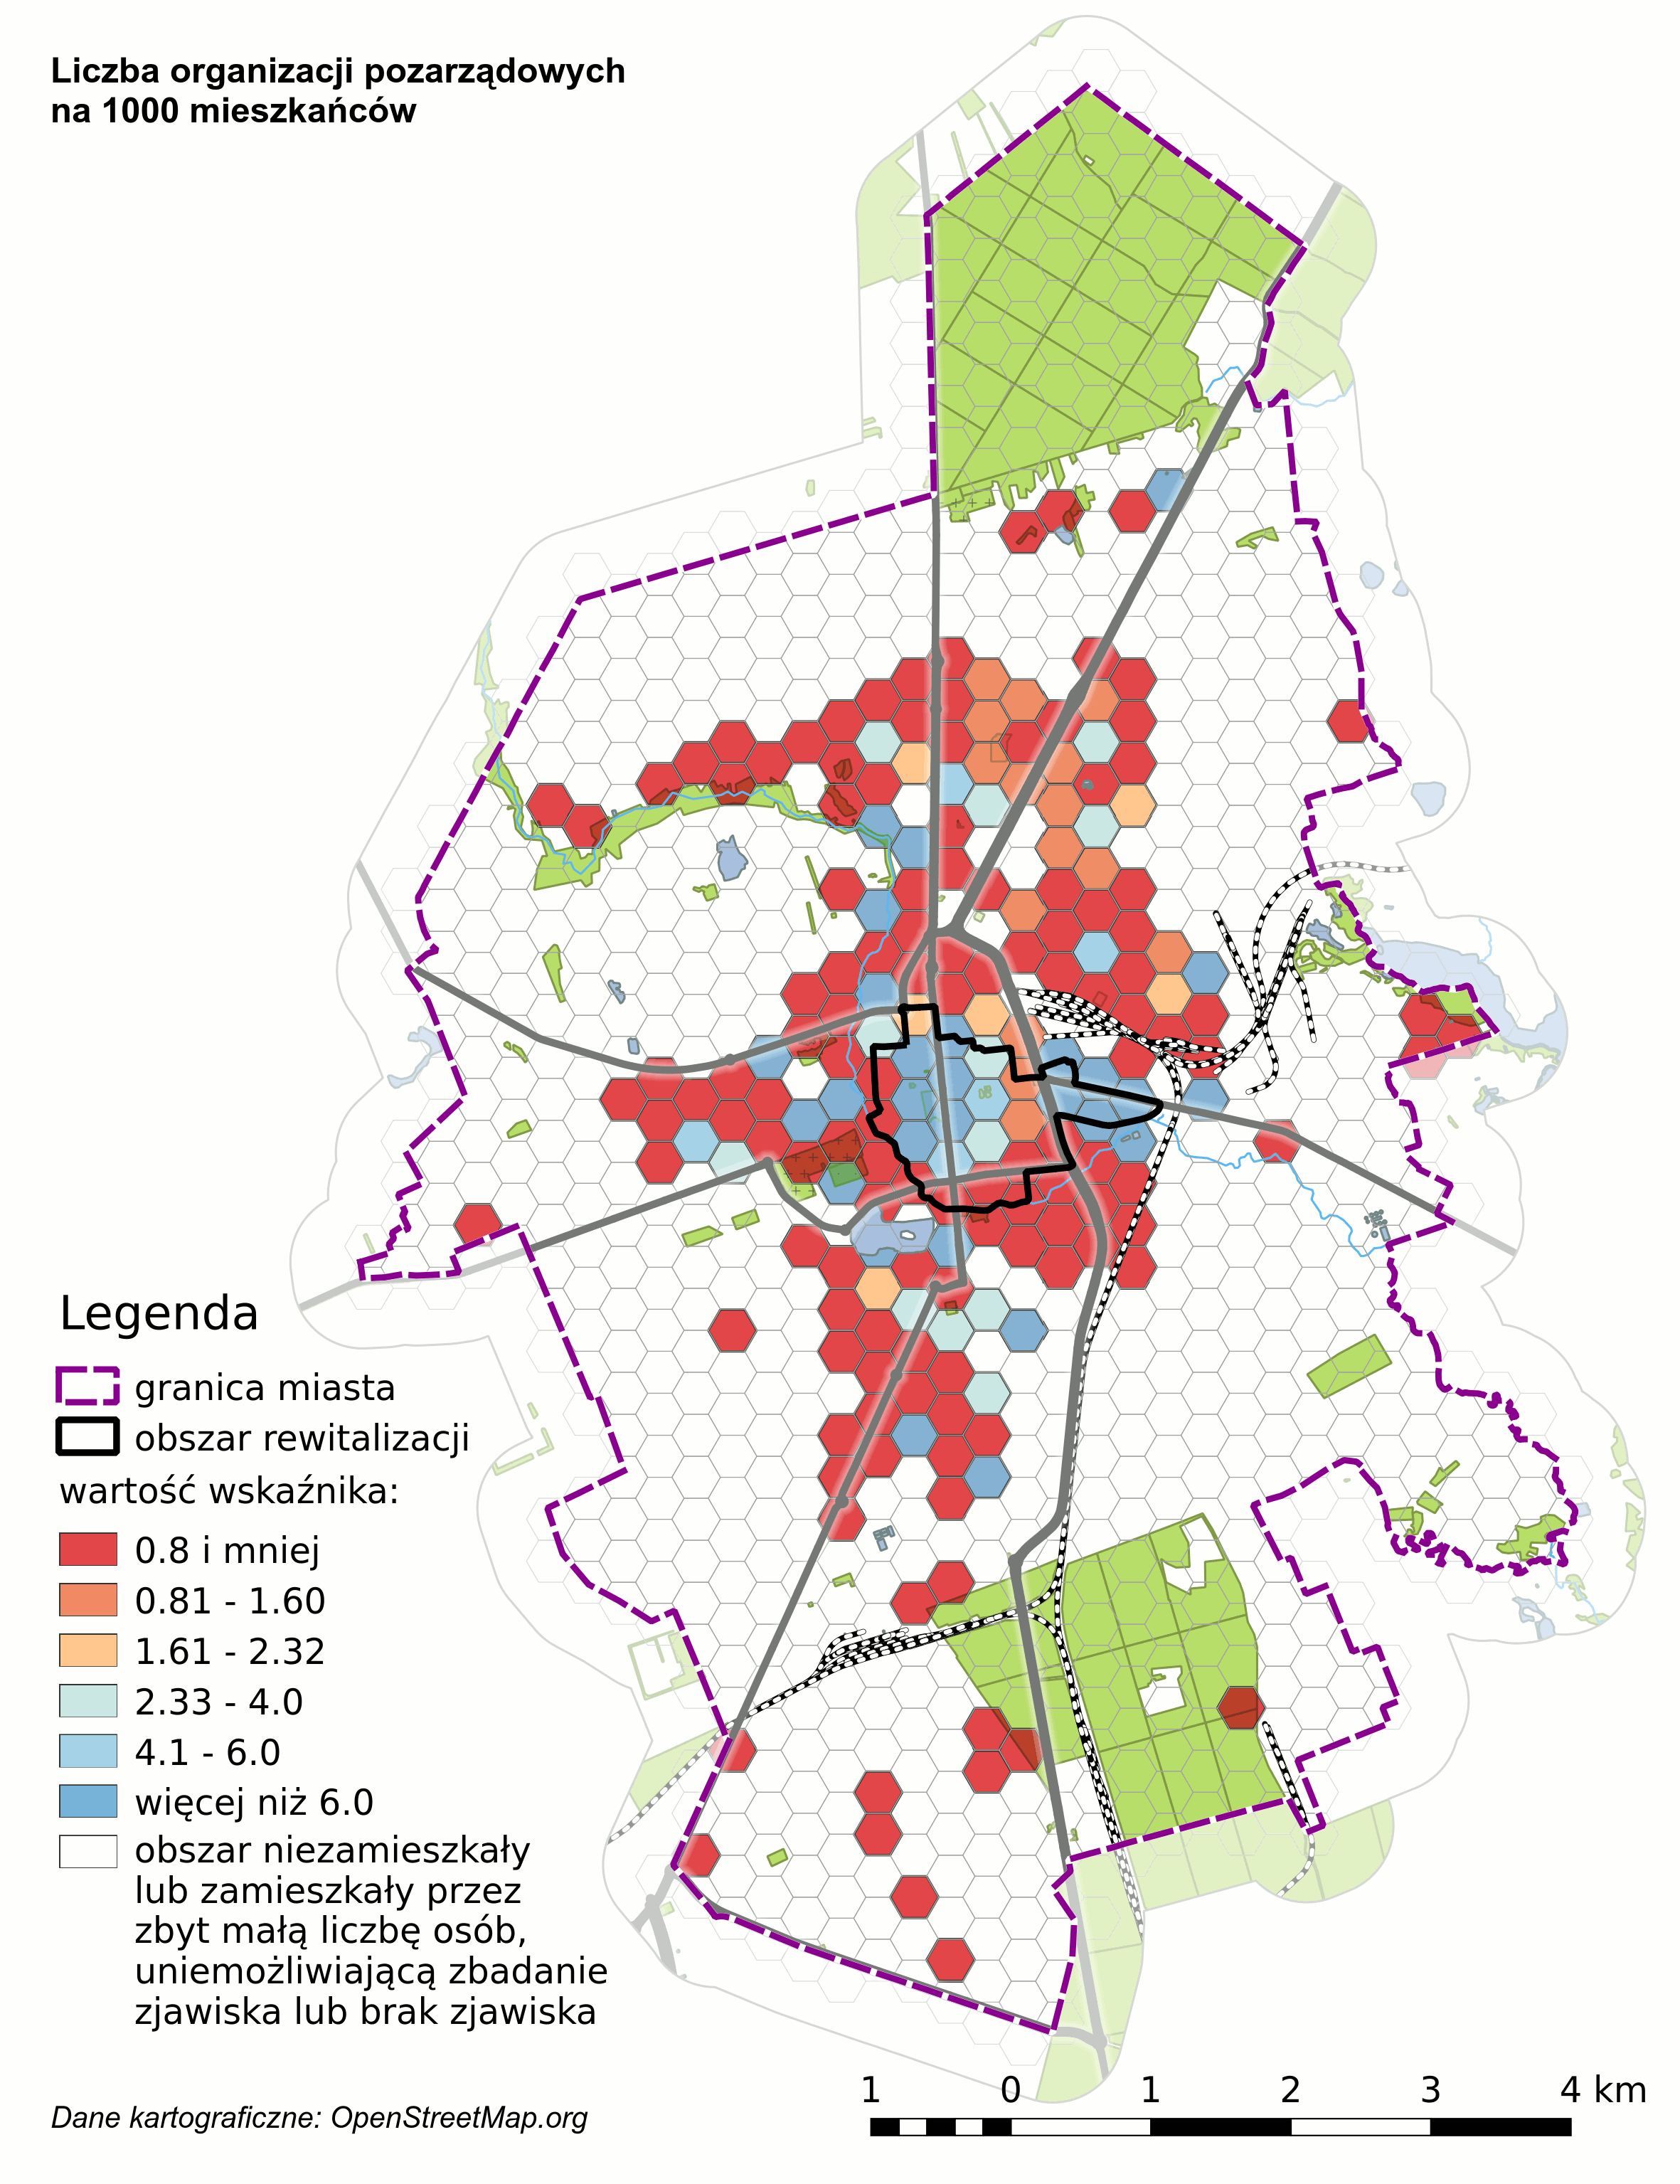 Liczba organizacji pozarządowych
na 1000 mieszkańców
Legenda
granica miasta
obszar rewitalizacji
wartość wskaźnika:
0.8 i mniej
0.81 - 1.60
1.61 - 2.32
2.33 - 4.0
4.1 - 6.0
więcej niż 6.0
obszar niezamieszkały
lub zamieszkały przez
zbyt małą liczbę osób,
uniemożliwiającą zbadanie
zjawiska lub brak zjawiska
1 0 1 2 3 4 km
Dane kartograficzne: OpenStreetMap.org